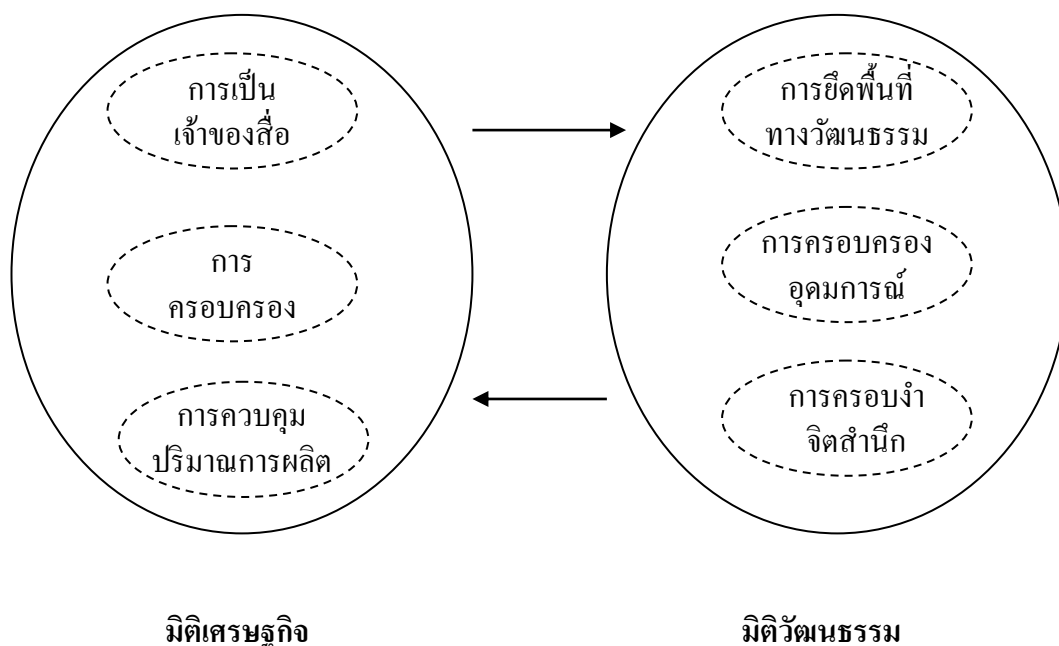 การเป็น
เจ้าของสื่อ
การ
ครอบครอง
การควบคุม
ปริมาณการผลิต
การยึดพื้นที่
ทางวัฒนธรรม
การครอบครอง
อุดมการณ์
การครอบงำ
จิตสำนึก
มิติเศรษฐกิจ
มิติวัฒนธรรม